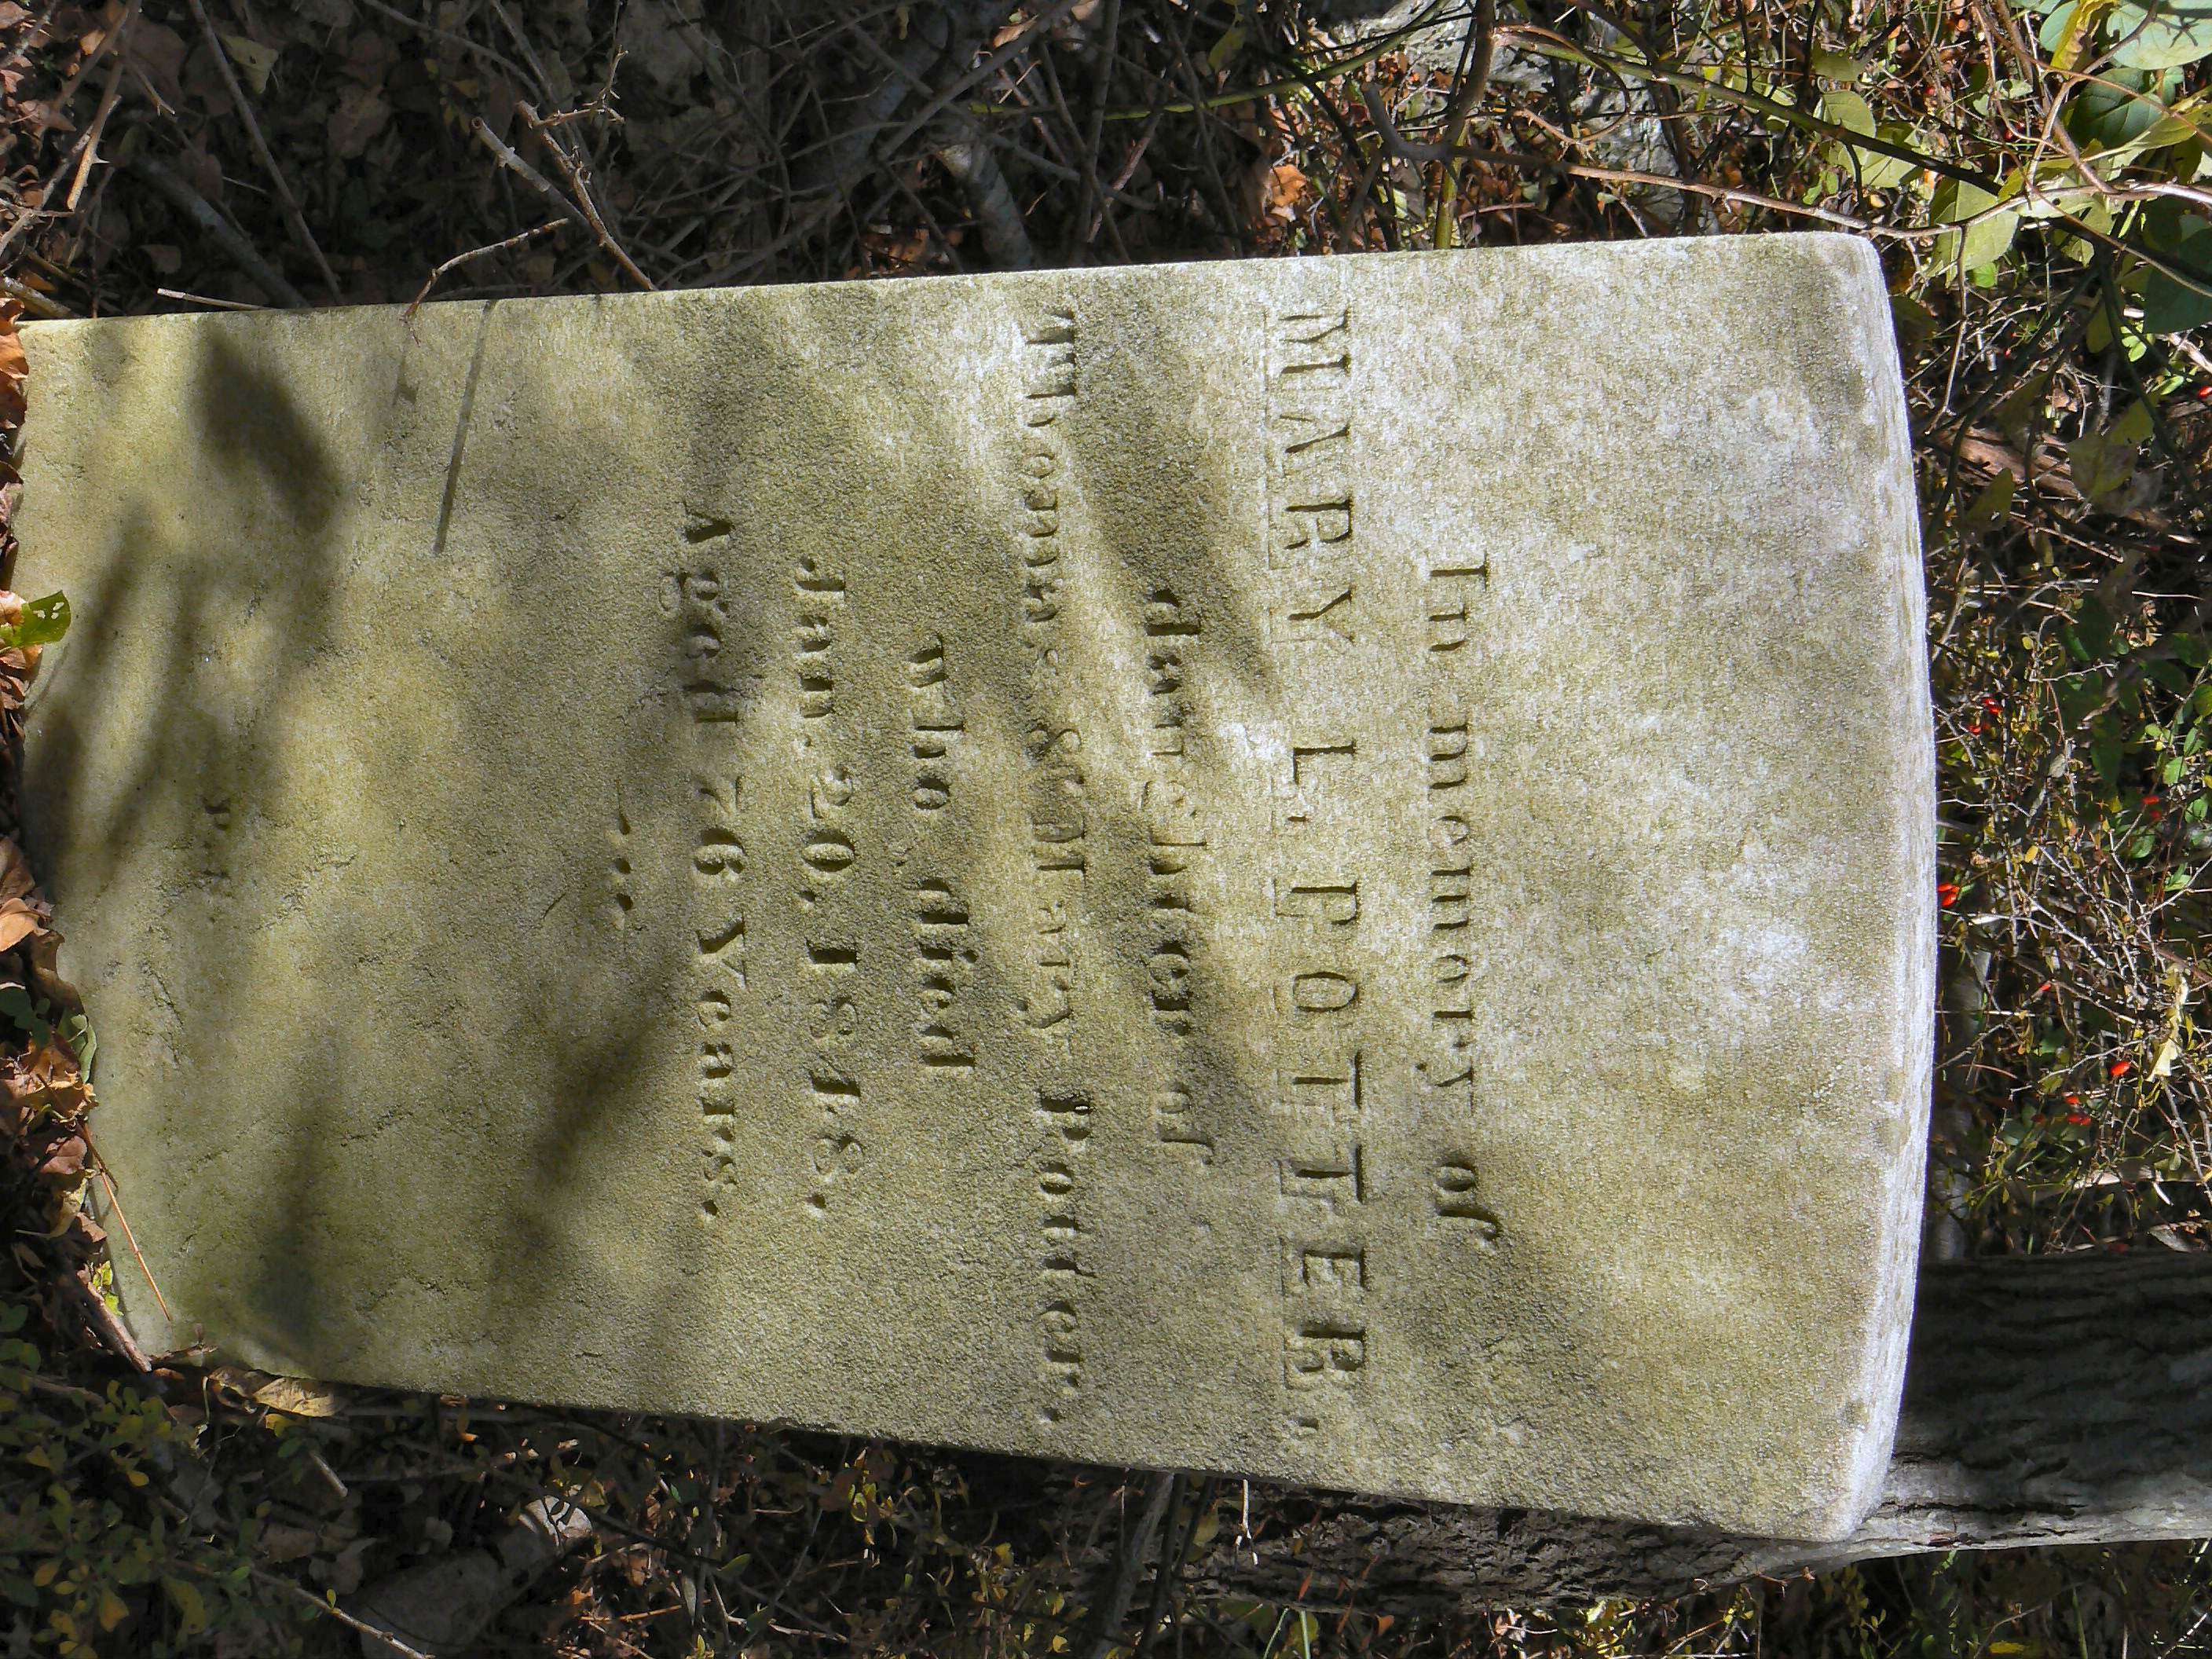 In memory of
MARY L. POTTER.
daughter of
Thomas & Mary Potter.
who died
Jan. 20. 1848.
Aged 76 Years.